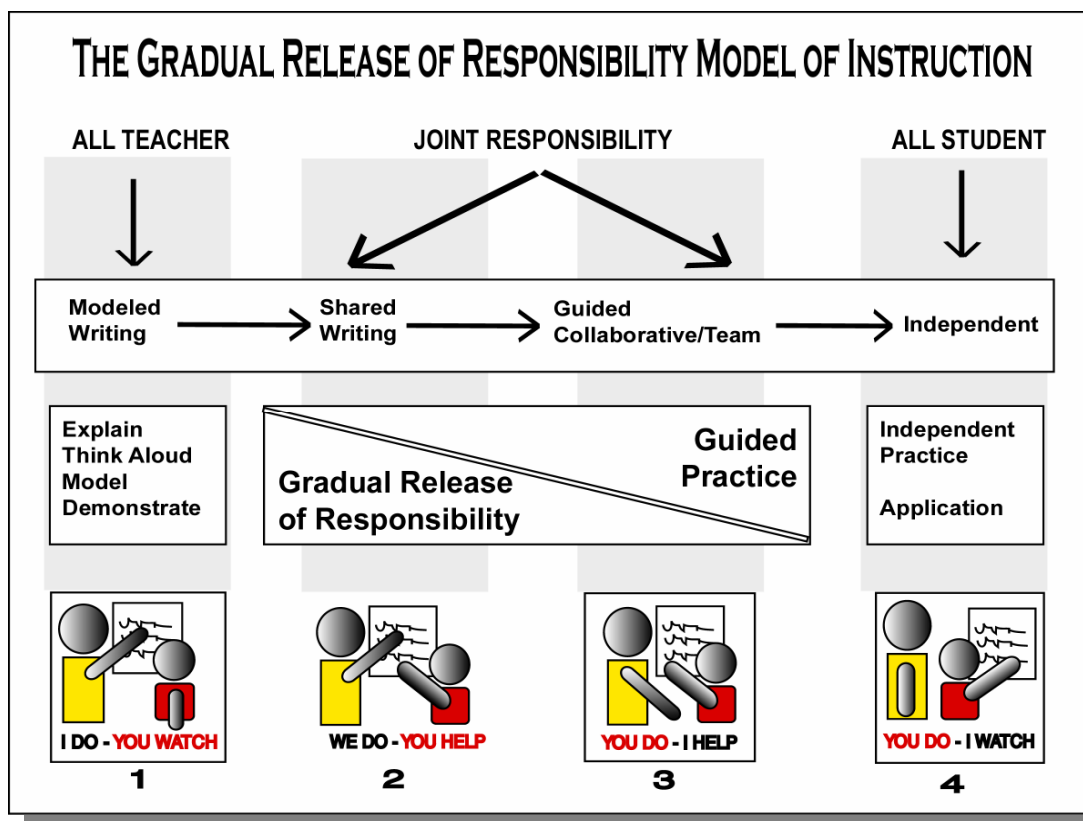 THE GRADUAL RELEASE OF RESPONSIBILITY MODEL OF INSTRUCTION
ALL TEACHER
JOINT RESPONSIBILITY
ALL STUDENT
Modeled
Writing
Shared
Writing
Guided
Collaborative/Team
Independent
Explain
Think Aloud
Model
Demonstrate
Gradual Release
of Responsibility
Guided
Practice
Independent
Practice
Application
I DO - YOU WATCH
WE DO - YOU HELP
YOU DO - I HELP
YOU DO - I WATCH
1
2
3
4